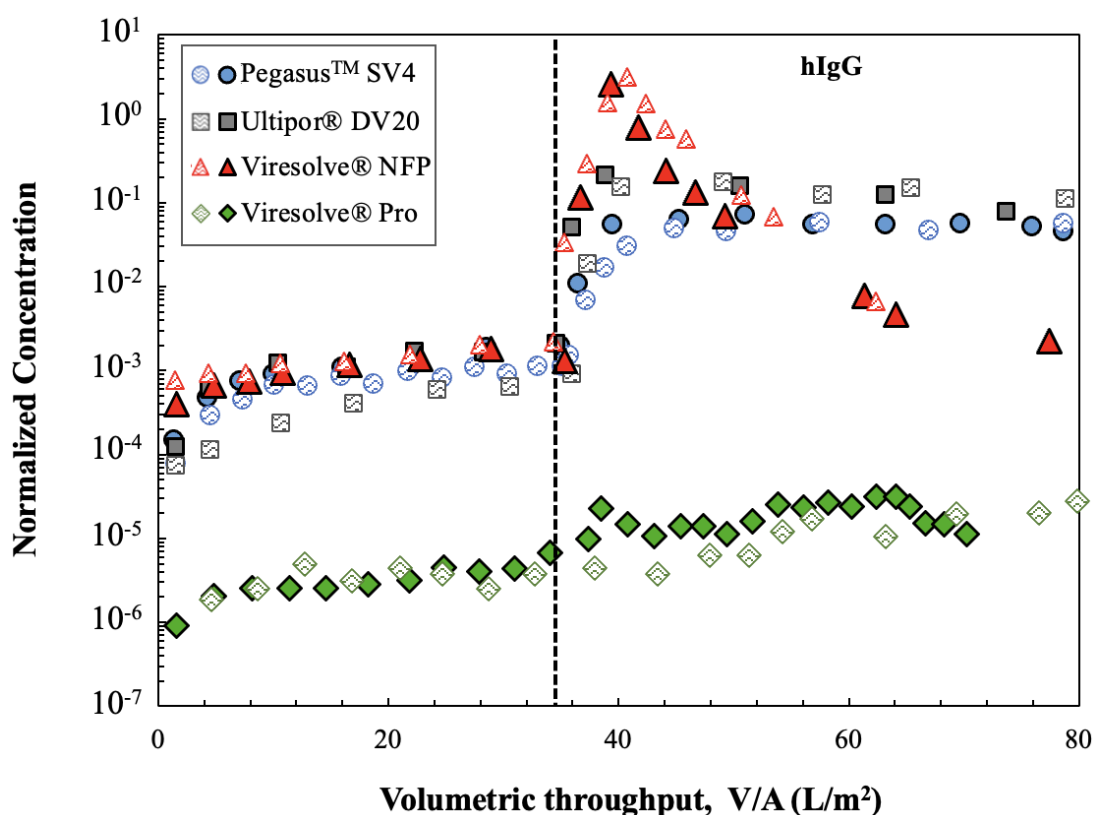 hIgG
Pegasus™ SV4
Ultipor® DV20
Viresolve® NFP
Viresolve® Pro
Normalized Concentration
10¹
10⁰
10⁻¹
10⁻²
10⁻³
10⁻⁴
10⁻⁵
10⁻⁶
10⁻⁷
0 20 40 60 80
Volumetric throughput, V/A (L/m²)